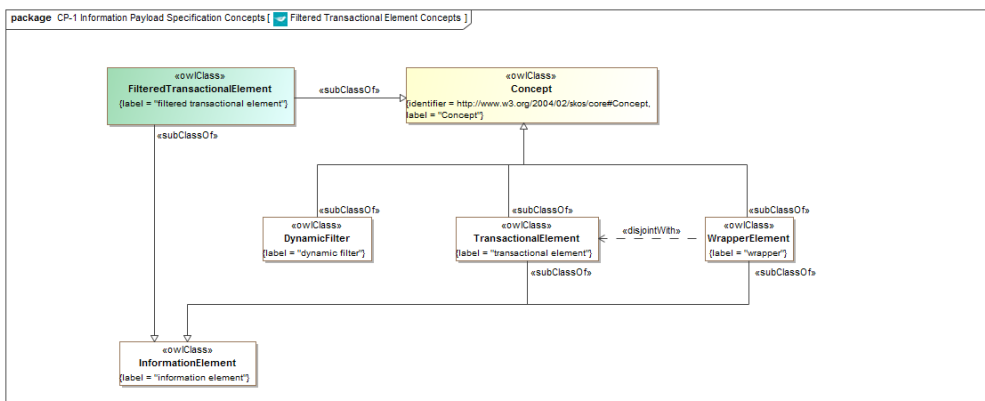 package CP-1 Information Payload Specification Concepts [ Filtered Transactional Element Concepts ]
«owlClass»
FilteredTransactionalElement
{label = "filtered transactional element"}
«subClassOf»
«owlClass»
Concept
{identifier = http://www.w3.org/2004/02/skos/core#Concept,
label = "Concept"}
«subClassOf»
«subClassOf»
«subClassOf»
«subClassOf»
«owlClass»
DynamicFilter
{label = "dynamic filter"}
«owlClass»
TransactionalElement
{label = "transactional element"}
«disjointWith»
«owlClass»
WrapperElement
{label = "wrapper"}
«subClassOf»
«subClassOf»
«owlClass»
InformationElement
{label = "information element"}